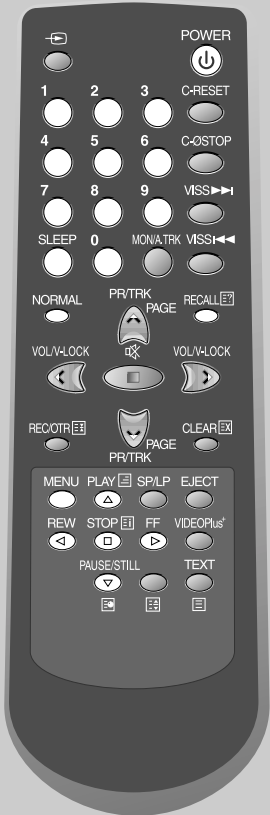 POWER
1 2 3 C-RESET
4 5 6 C-ØSTOP
7 8 9 VISS
SLEEP 0 MON/A.TRK VISS
NORMAL PR/TRK PAGE RECALL
VOL/V-LOCK VOL/V-LOCK
REC/OTR PAGE CLEAR
PR/TRK
MENU PLAY SP/LP EJECT
REW STOP FF VIDEOPlus+
PAUSE/STILL TEXT